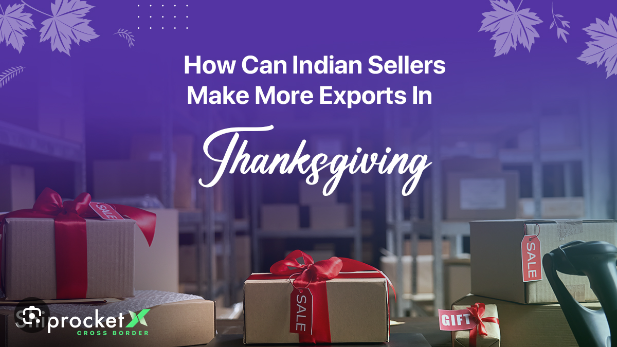 How Can Indian Sellers
Make More Exports In
Thanksgiving
SALE
SALE
SALE
GIFT
ShiprocketX
CROSS BORDER